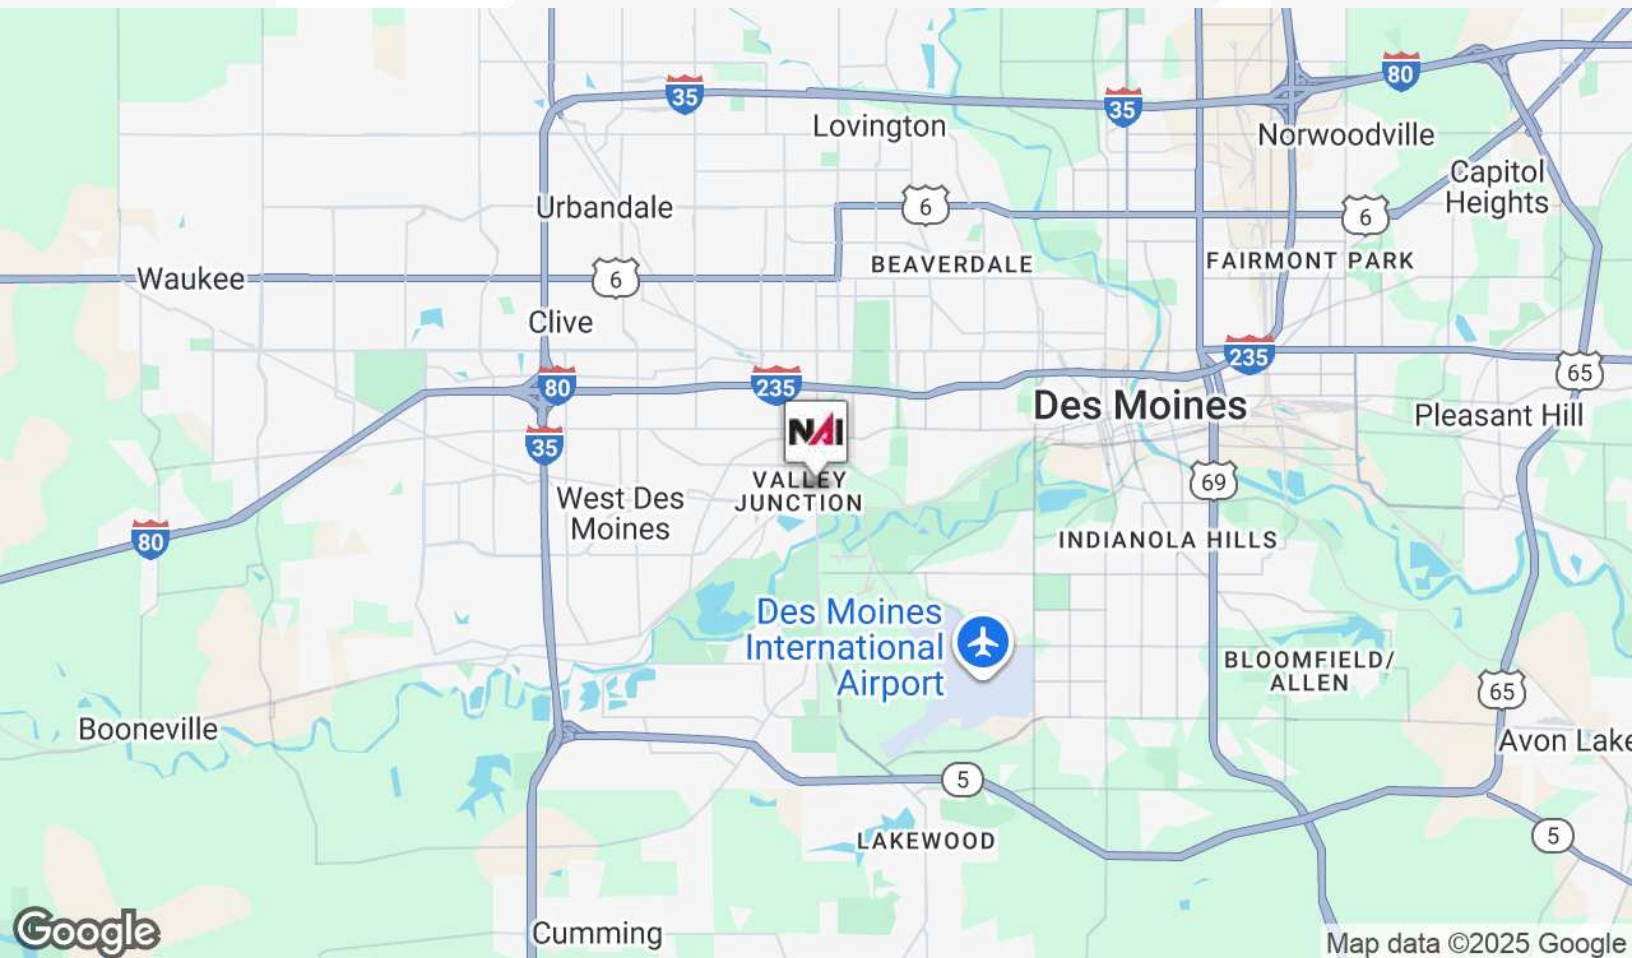 80
35
35
Lovington
Norwoodville
Capitol
Heights
Urbandale
6
6
BEAVERDALE
FAIRMONT PARK
Waukee
6
Clive
235
65
80
235
Des Moines
Pleasant Hill
NAI
35
VALLEY
JUNCTION
69
West Des
Moines
80
INDIANOLA HILLS
Des Moines
International
Airport
BLOOMFIELD/
ALLEN
65
Booneville
Avon Lake
5
5
LAKEWOOD
Cumming
Google
Map data ©2025 Google